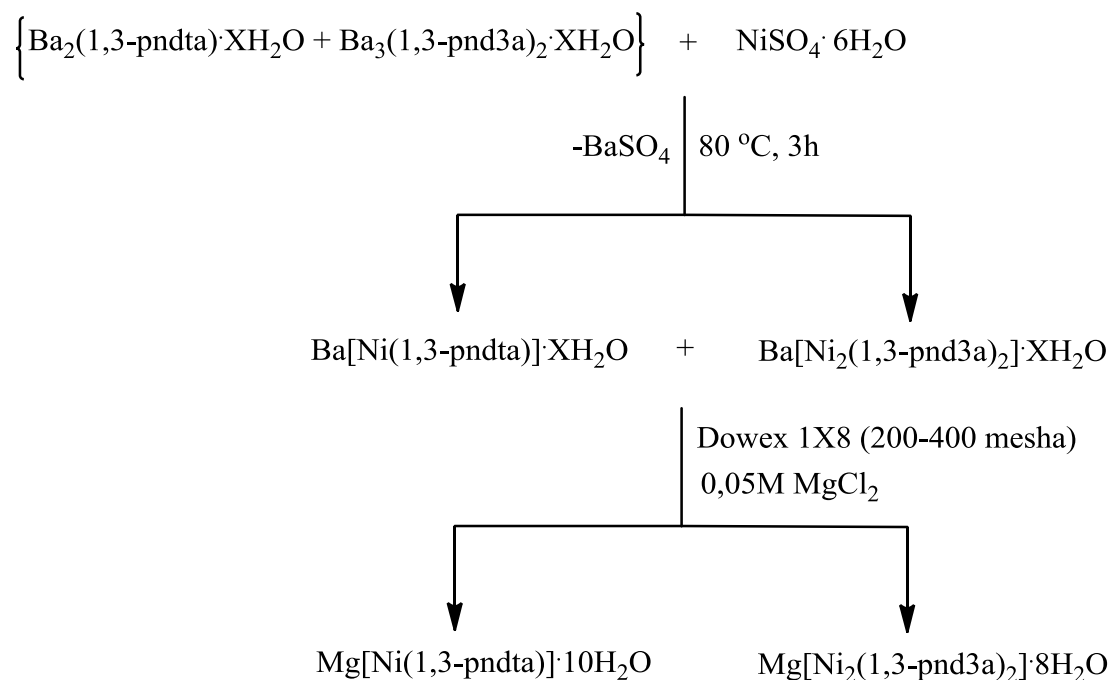 {Ba₂(1,3-pndta)·XH₂O + Ba₃(1,3-pnd3a)₂·XH₂O} + NiSO₄· 6H₂O
-BaSO₄ 80 °C, 3h
Ba[Ni(1,3-pndta)]·XH₂O + Ba[Ni₂(1,3-pnd3a)₂]·XH₂O
Dowex 1X8 (200-400 mesha)
0,05M MgCl₂
Mg[Ni(1,3-pndta)]·10H₂O Mg[Ni₂(1,3-pnd3a)₂]·8H₂O